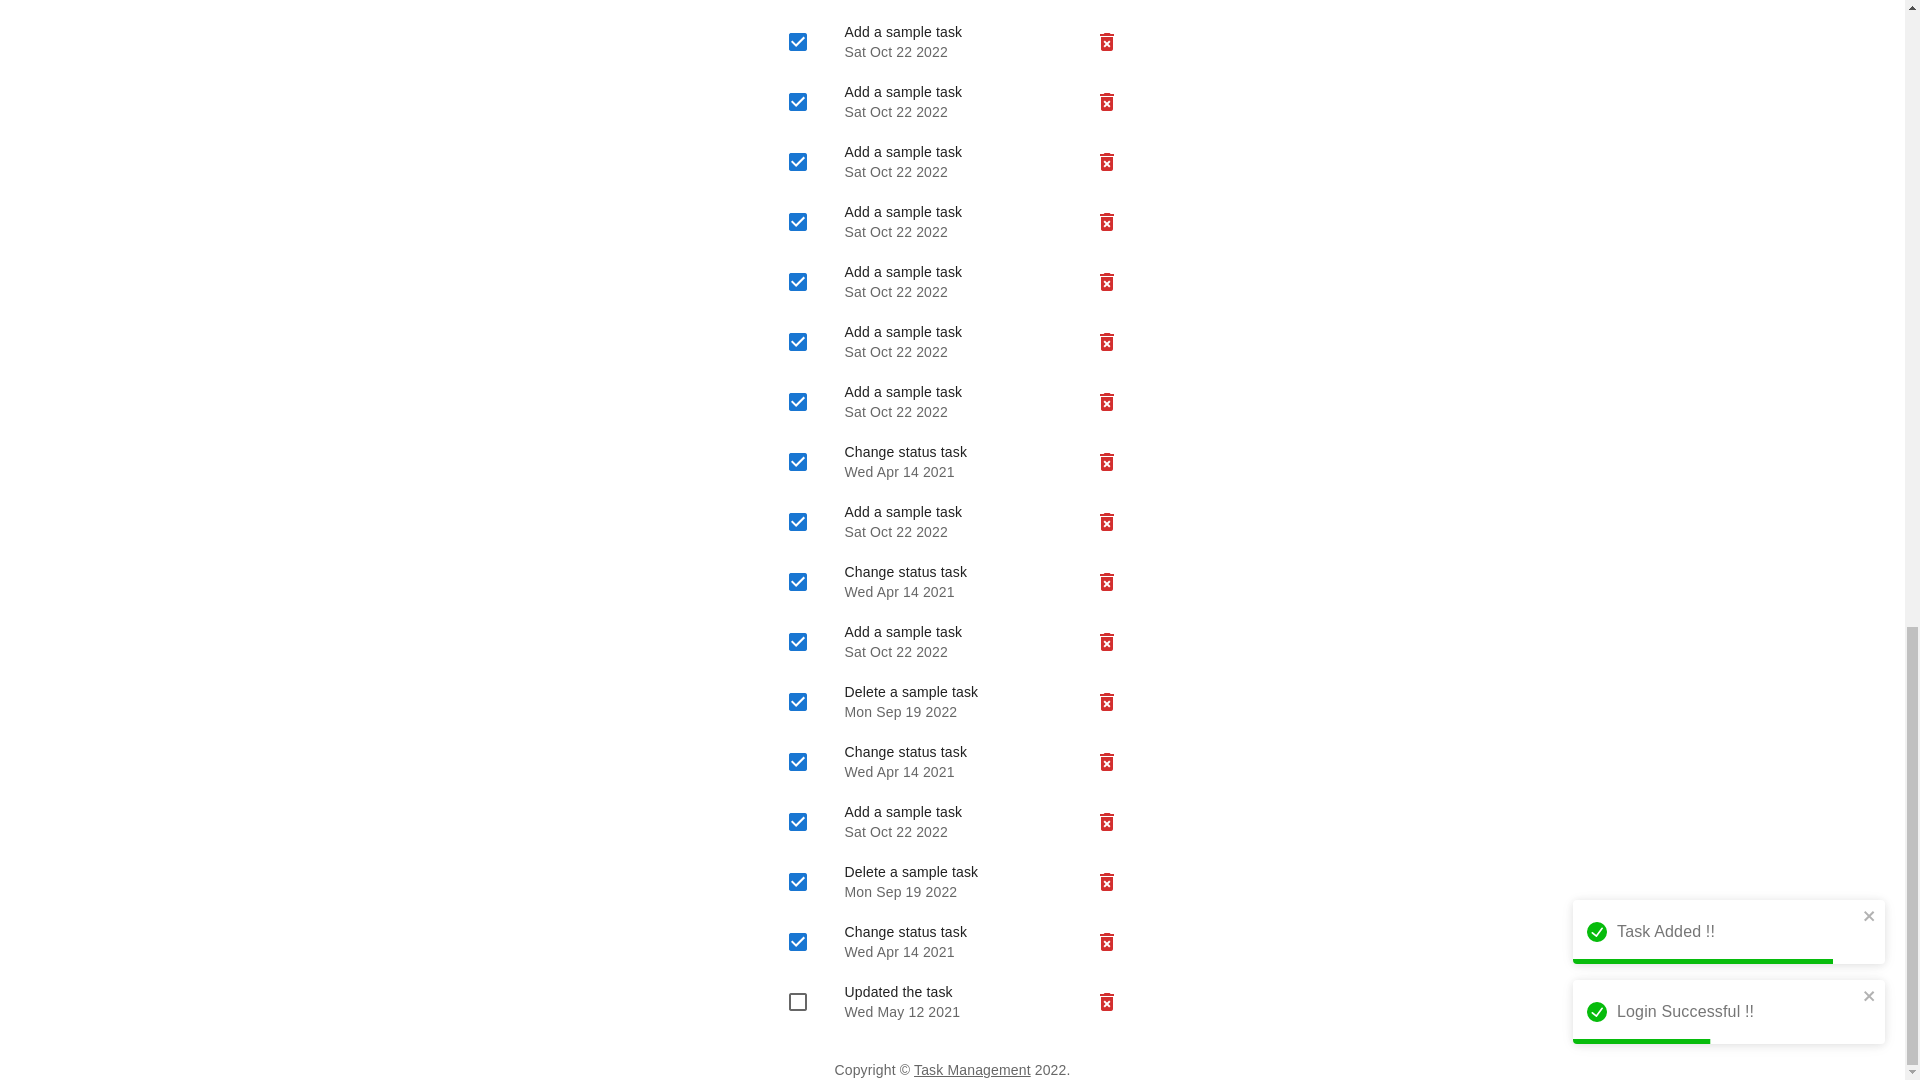 Add a sample task
Sat Oct 22 2022
Add a sample task
Sat Oct 22 2022
Add a sample task
Sat Oct 22 2022
Add a sample task
Sat Oct 22 2022
Add a sample task
Sat Oct 22 2022
Add a sample task
Sat Oct 22 2022
Add a sample task
Sat Oct 22 2022
Change status task
Wed Apr 14 2021
Add a sample task
Sat Oct 22 2022
Change status task
Wed Apr 14 2021
Add a sample task
Sat Oct 22 2022
Delete a sample task
Mon Sep 19 2022
Change status task
Wed Apr 14 2021
Add a sample task
Sat Oct 22 2022
Delete a sample task
Mon Sep 19 2022
Change status task
Wed Apr 14 2021
Updated the task
Wed May 12 2021
Task Added !!
Login Successful !!
Copyright © Task Management 2022.